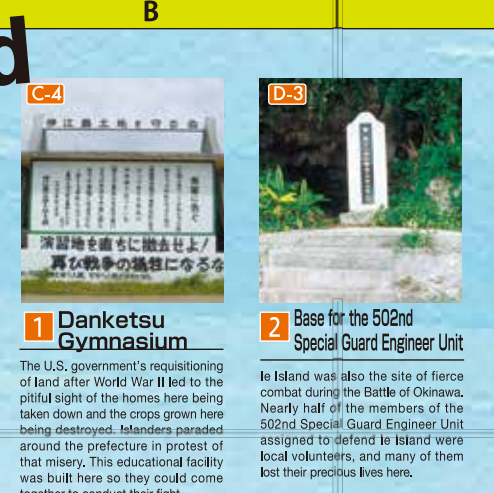 B
d
C-4
演習地を直ちに撤去せよ!
再び戦争の犠牲になるな
1 Danketsu
Gymnasium
The U.S. government's requisitioning
of land after World War II led to the
pitiful sight of the homes here being
taken down and the crops grown here
being destroyed. Islanders paraded
around the prefecture in protest of
that misery. This educational facility
was built here so they could come
together to conduct their fight
D-3
2 Base for the 502nd
Special Guard Engineer Unit
Ie Island was also the site of fierce
combat during the Battle of Okinawa.
Nearly half of the members of the
502nd Special Guard Engineer Unit
assigned to defend Ie Island were
local volunteers, and many of them
lost their precious lives here.